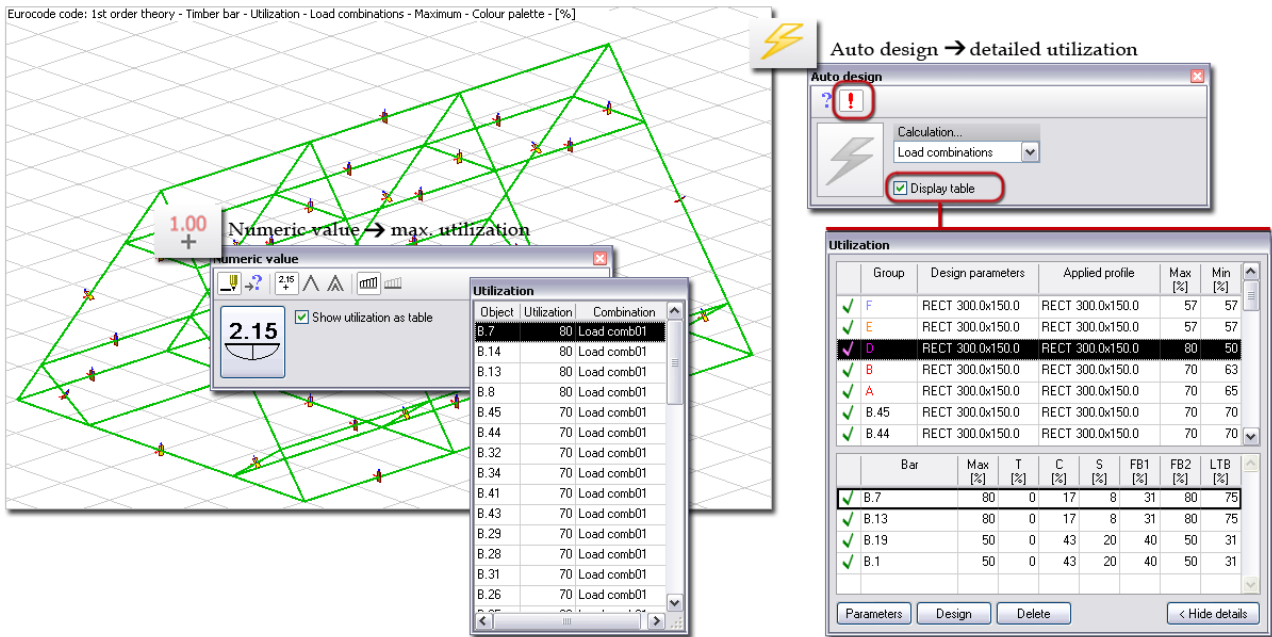 Eurocode code: 1st order theory - Timber bar - Utilization - Load combinations - Maximum - Colour palette - [%]
Auto design → detailed utilization
Auto design
?
!
Calculation...
Load combinations
Display table
1.00
+
Numeric value → max. utilization
Numeric value
2.15
+
2.15
Show utilization as table
Utilization
Object Utilization Combination
B.7 80 Load comb01
B.14 80 Load comb01
B.13 80 Load comb01
B.8 80 Load comb01
B.45 70 Load comb01
B.44 70 Load comb01
B.32 70 Load comb01
B.34 70 Load comb01
B.41 70 Load comb01
B.43 70 Load comb01
B.29 70 Load comb01
B.28 70 Load comb01
B.31 70 Load comb01
B.26 70 Load comb01
Utilization
Group Design parameters Applied profile Max [%] Min [%]
F RECT 300.0x150.0 RECT 300.0x150.0 57 57
E RECT 300.0x150.0 RECT 300.0x150.0 57 57
D RECT 300.0x150.0 RECT 300.0x150.0 80 50
B RECT 300.0x150.0 RECT 300.0x150.0 70 63
A RECT 300.0x150.0 RECT 300.0x150.0 70 65
B.45 RECT 300.0x150.0 RECT 300.0x150.0 70 70
B.44 RECT 300.0x150.0 RECT 300.0x150.0 70 70
Bar Max [%] T [%] C [%] S [%] FB1 [%] FB2 [%] LTB [%]
B.7 80 0 17 8 31 80 75
B.13 80 0 17 8 31 80 75
B.19 50 0 43 20 40 50 31
B.1 50 0 43 20 40 50 31
Parameters Design Delete < Hide details